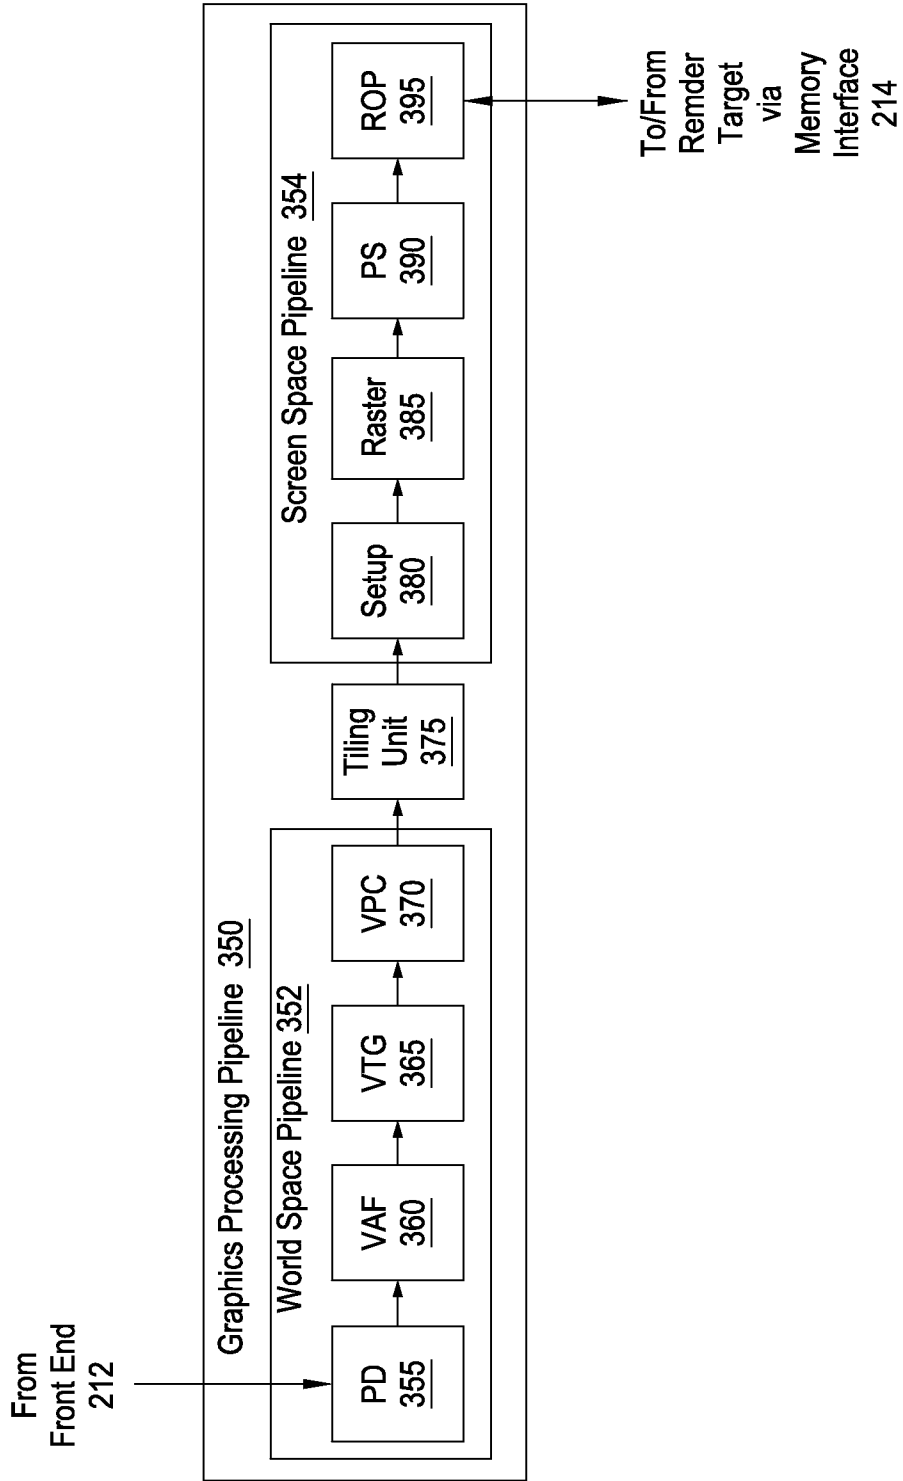 From
Front End
212
Graphics Processing Pipeline 350
World Space Pipeline 352
PD
355
VAF
360
VTG
365
VPC
370
Tiling
Unit
375
Screen Space Pipeline 354
Setup
380
Raster
385
PS
390
ROP
395
To/From
Remder
Target
via
Memory
Interface
214